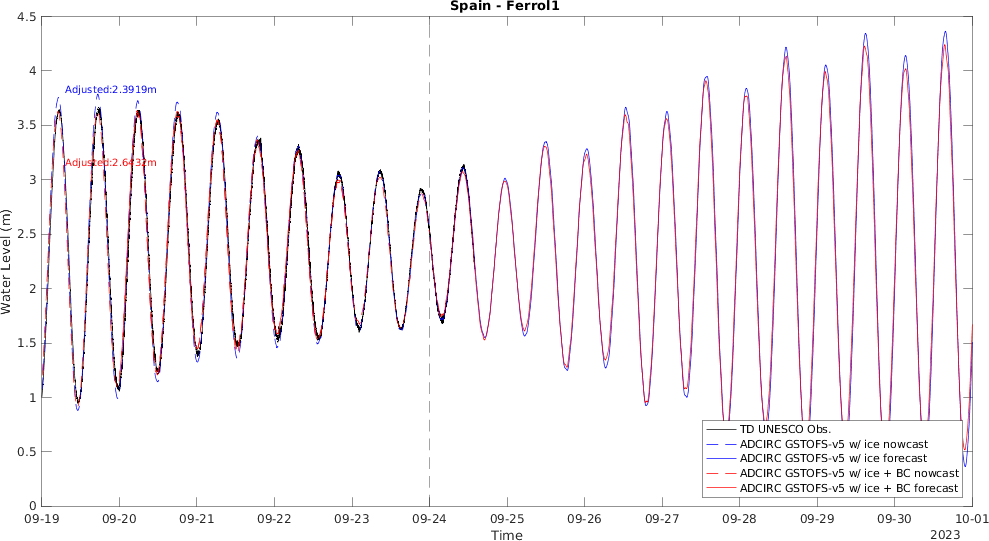 Spain - Ferrol1
Water Level (m)
4.5
4
3.5
3
2.5
2
1.5
1
0.5
0
Adjusted:2.3919m
Adjusted:2.6432m
TD UNESCO Obs.
ADCIRC GSTOFS-v5 w/ ice nowcast
ADCIRC GSTOFS-v5 w/ ice forecast
ADCIRC GSTOFS-v5 w/ ice + BC nowcast
ADCIRC GSTOFS-v5 w/ ice + BC forecast
09-19 09-20 09-21 09-22 09-23 09-24 09-25 09-26 09-27 09-28 09-29 09-30 10-01
Time
2023